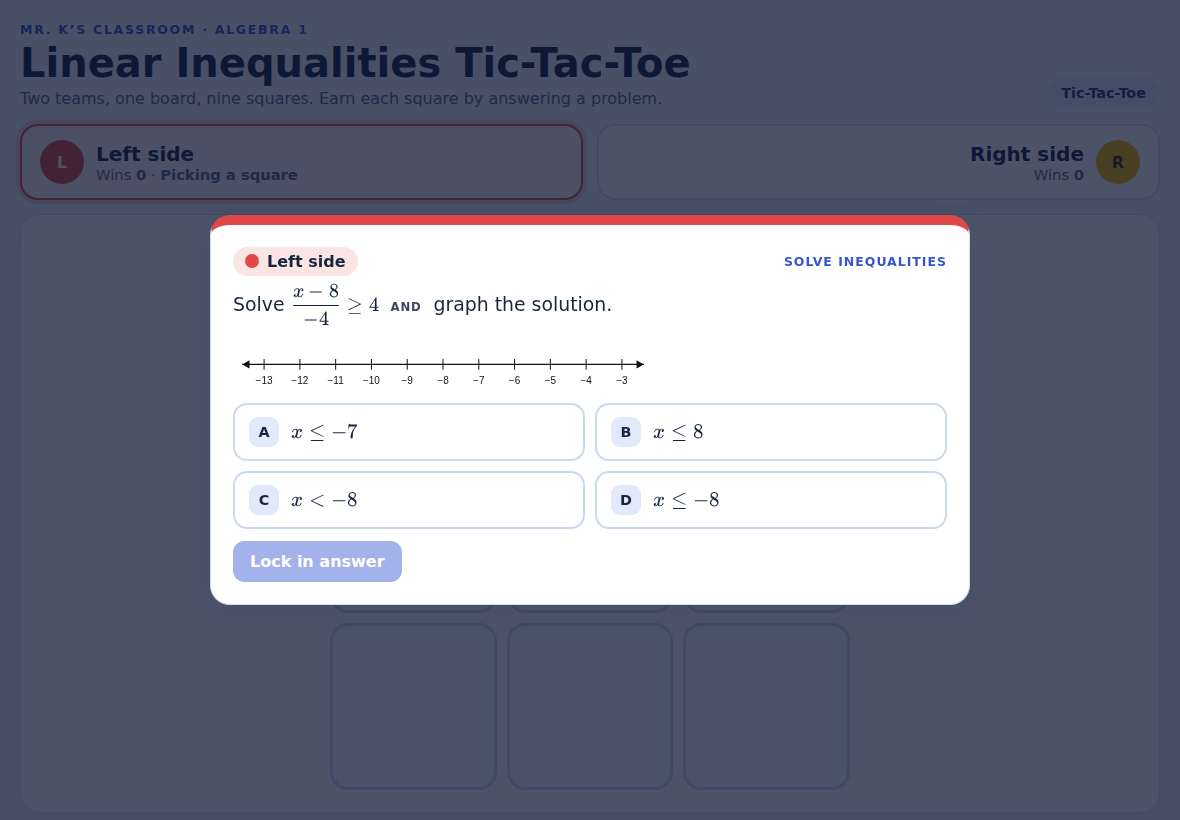 MR. K’S CLASSROOM · ALGEBRA 1
Linear Inequalities Tic-Tac-Toe
Two teams, one board, nine squares. Earn each square by answering a problem.
Tic-Tac-Toe
L
Left side
Wins 0 · Picking a square
Right side
Wins 0
R
Left side
SOLVE INEQUALITIES
Solve \frac{x − 8}{−4} ≥ 4 AND graph the solution.
−13 −12 −11 −10 −9 −8 −7 −6 −5 −4 −3
A x ≤ −7
B x ≤ 8
C x < −8
D x ≤ −8
Lock in answer